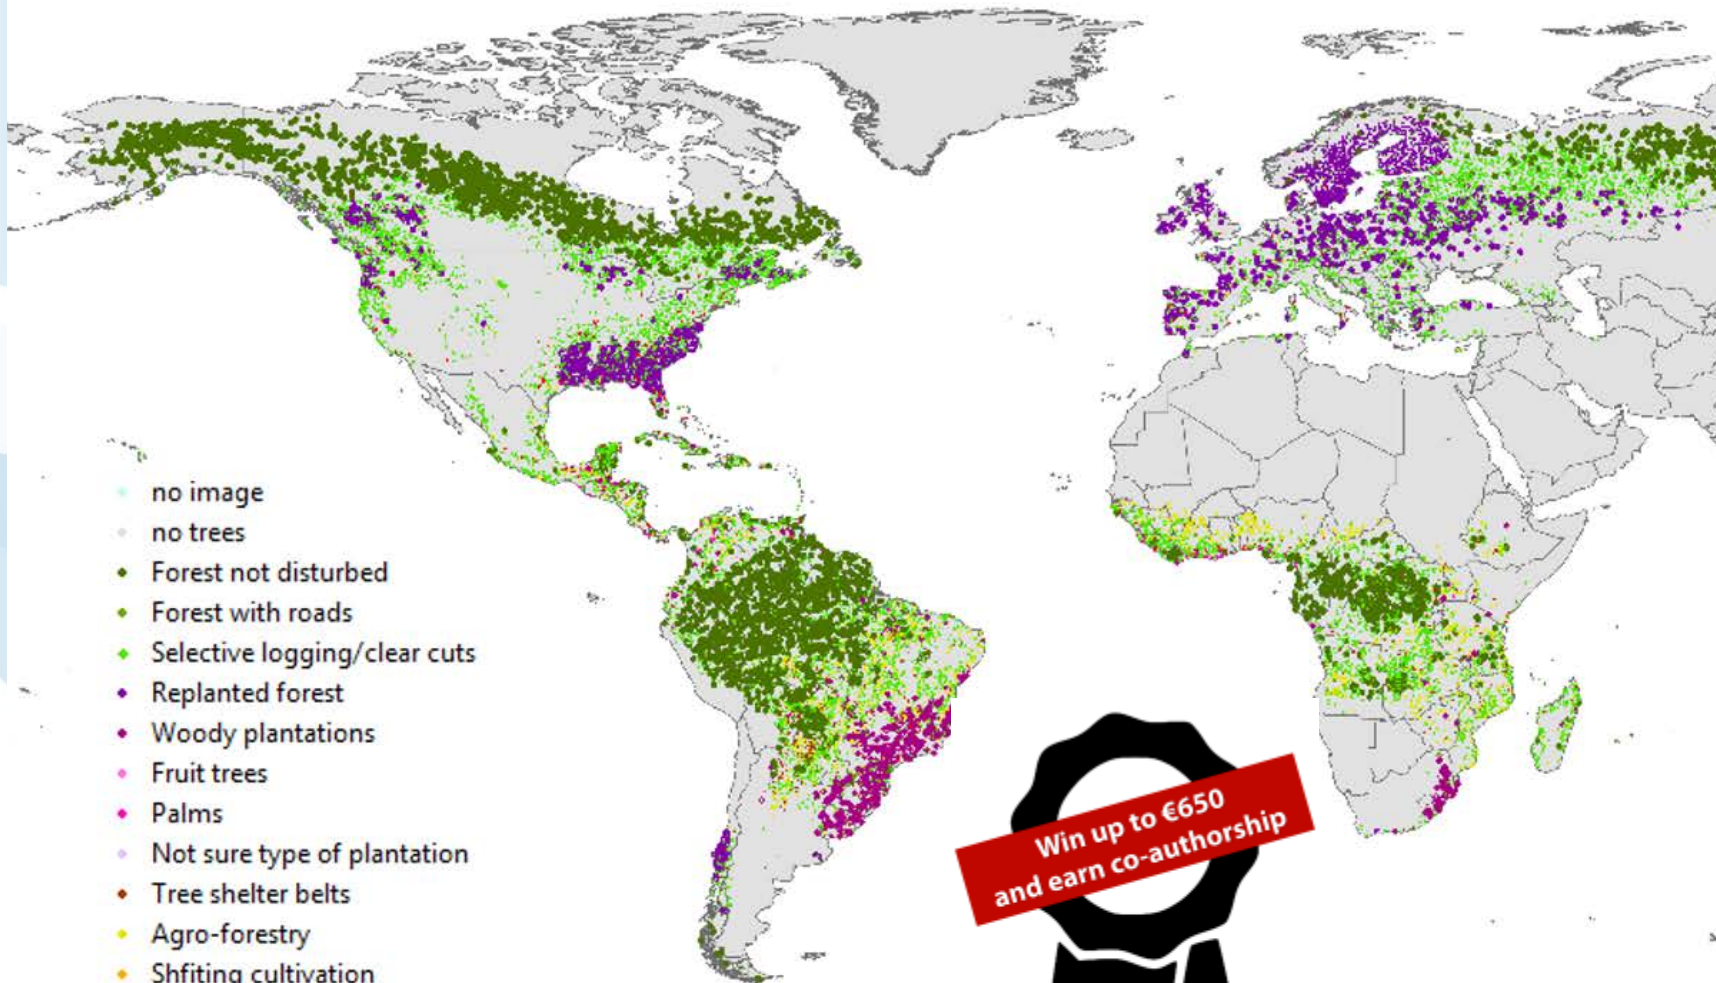 no image
no trees
Forest not disturbed
Forest with roads
Selective logging/clear cuts
Replanted forest
Woody plantations
Fruit trees
Palms
Not sure type of plantation
Tree shelter belts
Agro-forestry
Shfiting cultivation
Win up to €650
and earn co-authorship